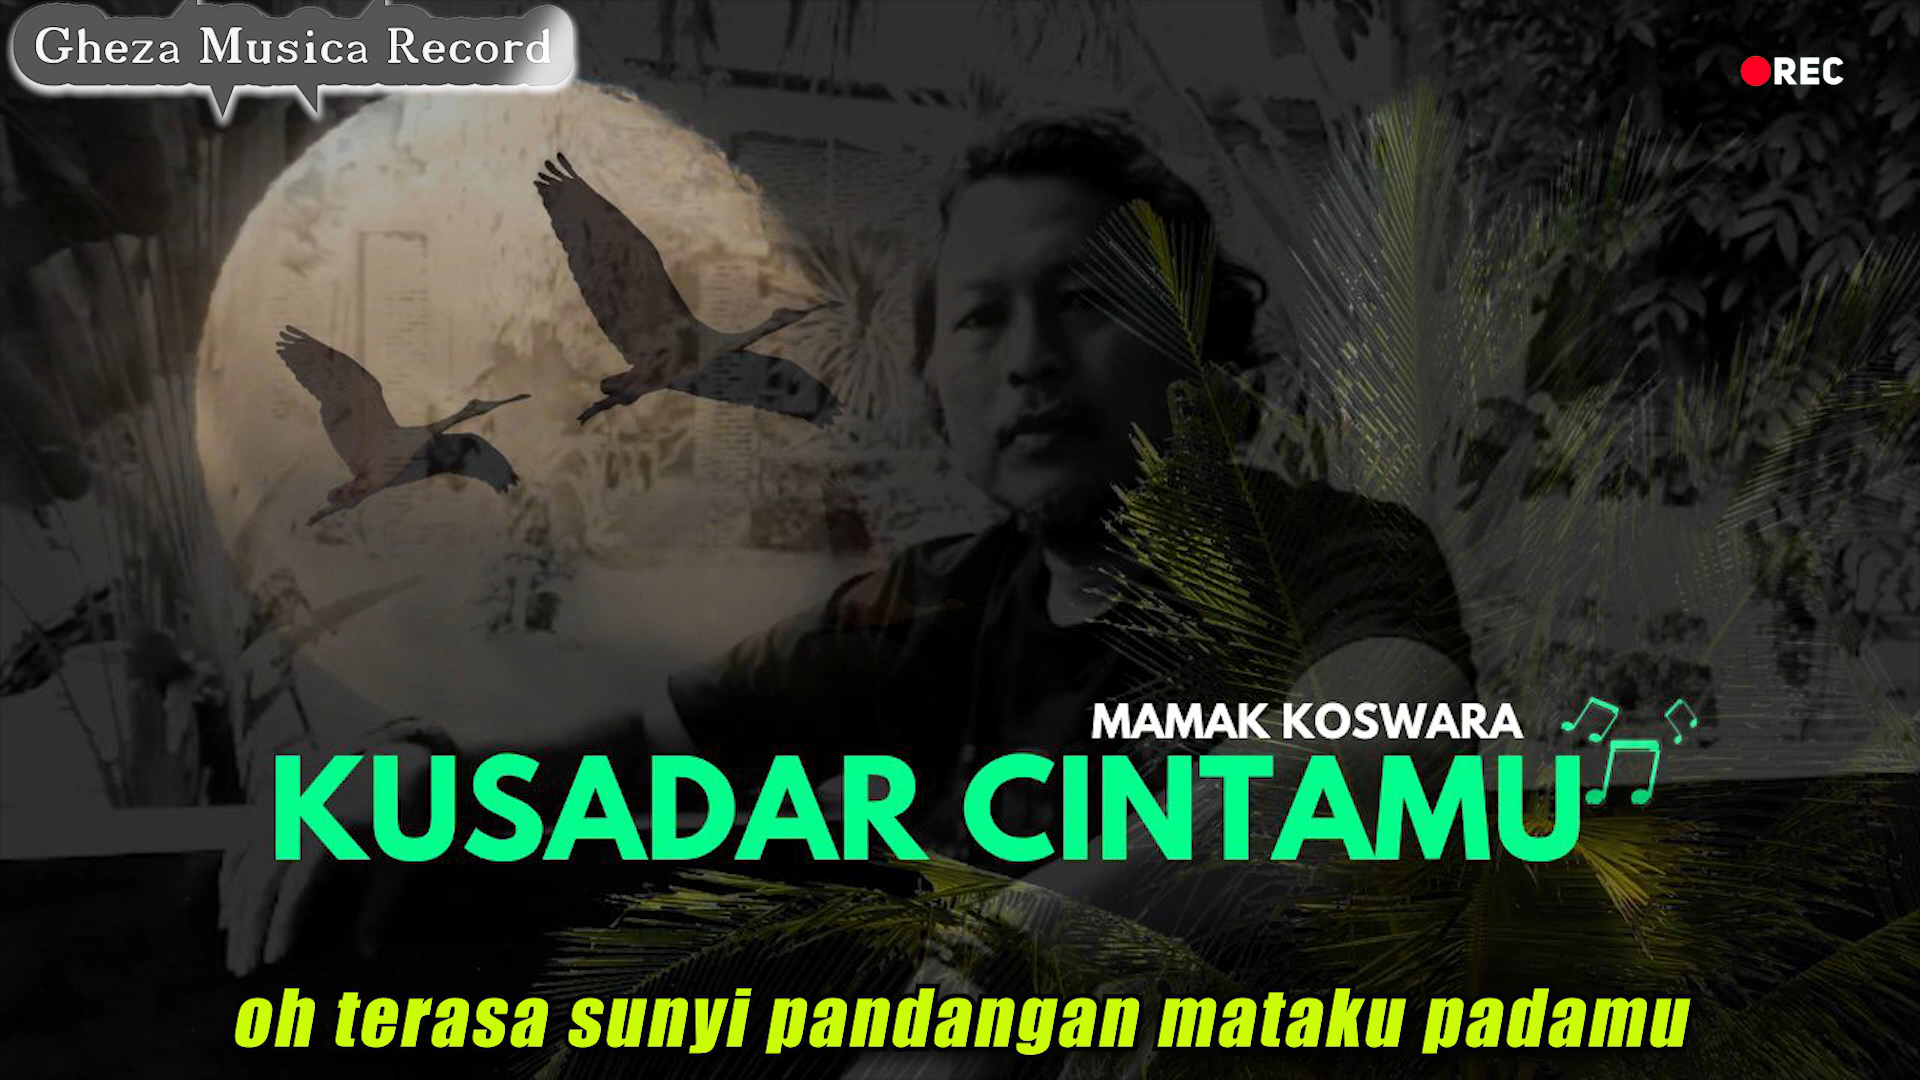 Gheza Musica Record
REC
MAMAK KOSWARA
KUSADAR CINTAMU
oh terasa sunyi pandangan mataku padamu